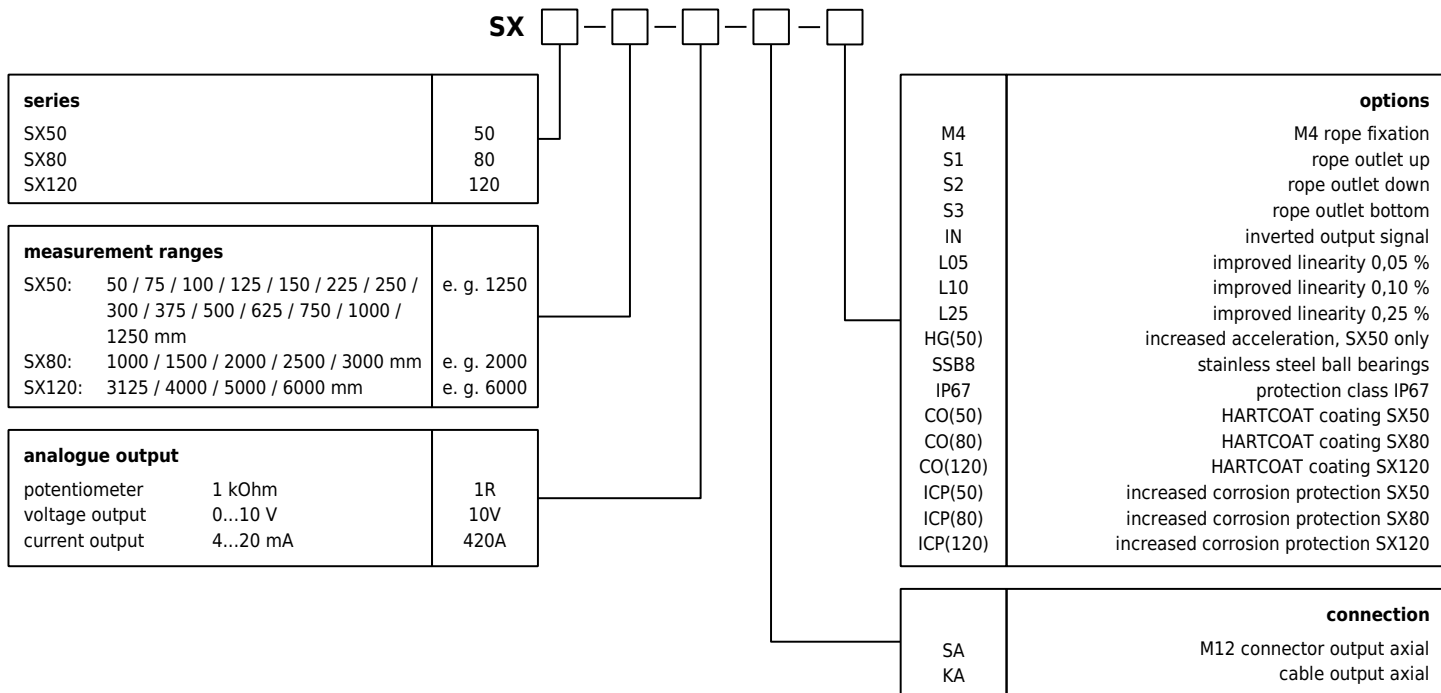 SX — — — —
series
SX50 50
SX80 80
SX120 120
measurement ranges
SX50: 50 / 75 / 100 / 125 / 150 / 225 / 250 / e. g. 1250
300 / 375 / 500 / 625 / 750 / 1000 /
1250 mm
SX80: 1000 / 1500 / 2000 / 2500 / 3000 mm e. g. 2000
SX120: 3125 / 4000 / 5000 / 6000 mm e. g. 6000
analogue output
potentiometer 1 kOhm 1R
voltage output 0...10 V 10V
current output 4...20 mA 420A
options
M4 M4 rope fixation
S1 rope outlet up
S2 rope outlet down
S3 rope outlet bottom
IN inverted output signal
L05 improved linearity 0,05 %
L10 improved linearity 0,10 %
L25 improved linearity 0,25 %
HG(50) increased acceleration, SX50 only
SSB8 stainless steel ball bearings
IP67 protection class IP67
CO(50) HARTCOAT coating SX50
CO(80) HARTCOAT coating SX80
CO(120) HARTCOAT coating SX120
ICP(50) increased corrosion protection SX50
ICP(80) increased corrosion protection SX80
ICP(120) increased corrosion protection SX120
connection
SA M12 connector output axial
KA cable output axial